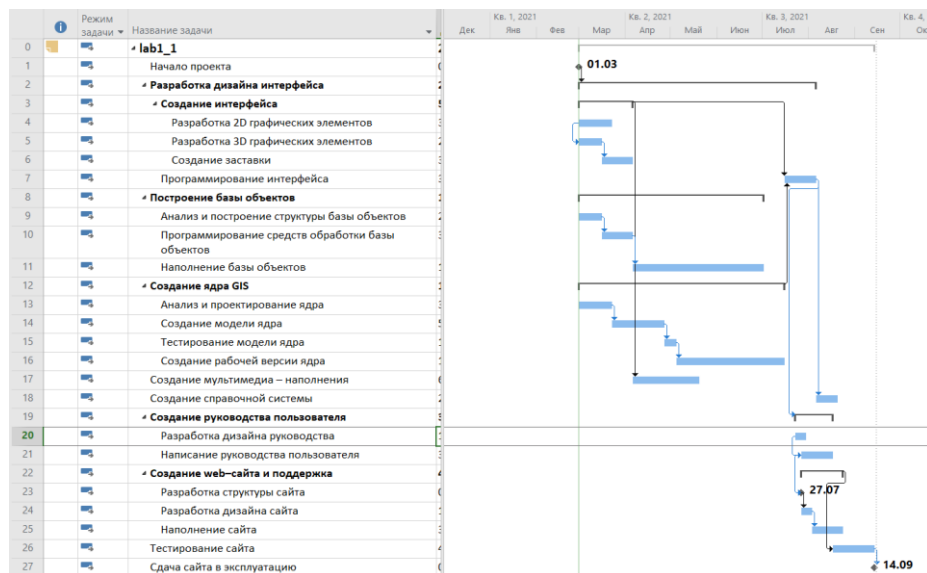 Режим задачи Название задачи
Кв. 1, 2021 Кв. 2, 2021 Кв. 3, 2021 Кв. 4,
Дек Янв Фев Мар Апр Май Июн Июл Авг Сен Ок
0 lab1_1
1 Начало проекта 01.03
2 Разработка дизайна интерфейса
3 Создание интерфейса
4 Разработка 2D графических элементов
5 Разработка 3D графических элементов
6 Создание заставки
7 Программирование интерфейса
8 Построение базы объектов
9 Анализ и построение структуры базы объектов
10 Программирование средств обработки базы
объектов
11 Наполнение базы объектов
12 Создание ядра GIS
13 Анализ и проектирование ядра
14 Создание модели ядра
15 Тестирование модели ядра
16 Создание рабочей версии ядра
17 Создание мультимедиа – наполнения
18 Создание справочной системы
19 Создание руководства пользователя
20 Разработка дизайна руководства
21 Написание руководства пользователя
22 Создание web–сайта и поддержка
23 Разработка структуры сайта 27.07
24 Разработка дизайна сайта
25 Наполнение сайта
26 Тестирование сайта
27 Сдача сайта в эксплуатацию 14.09